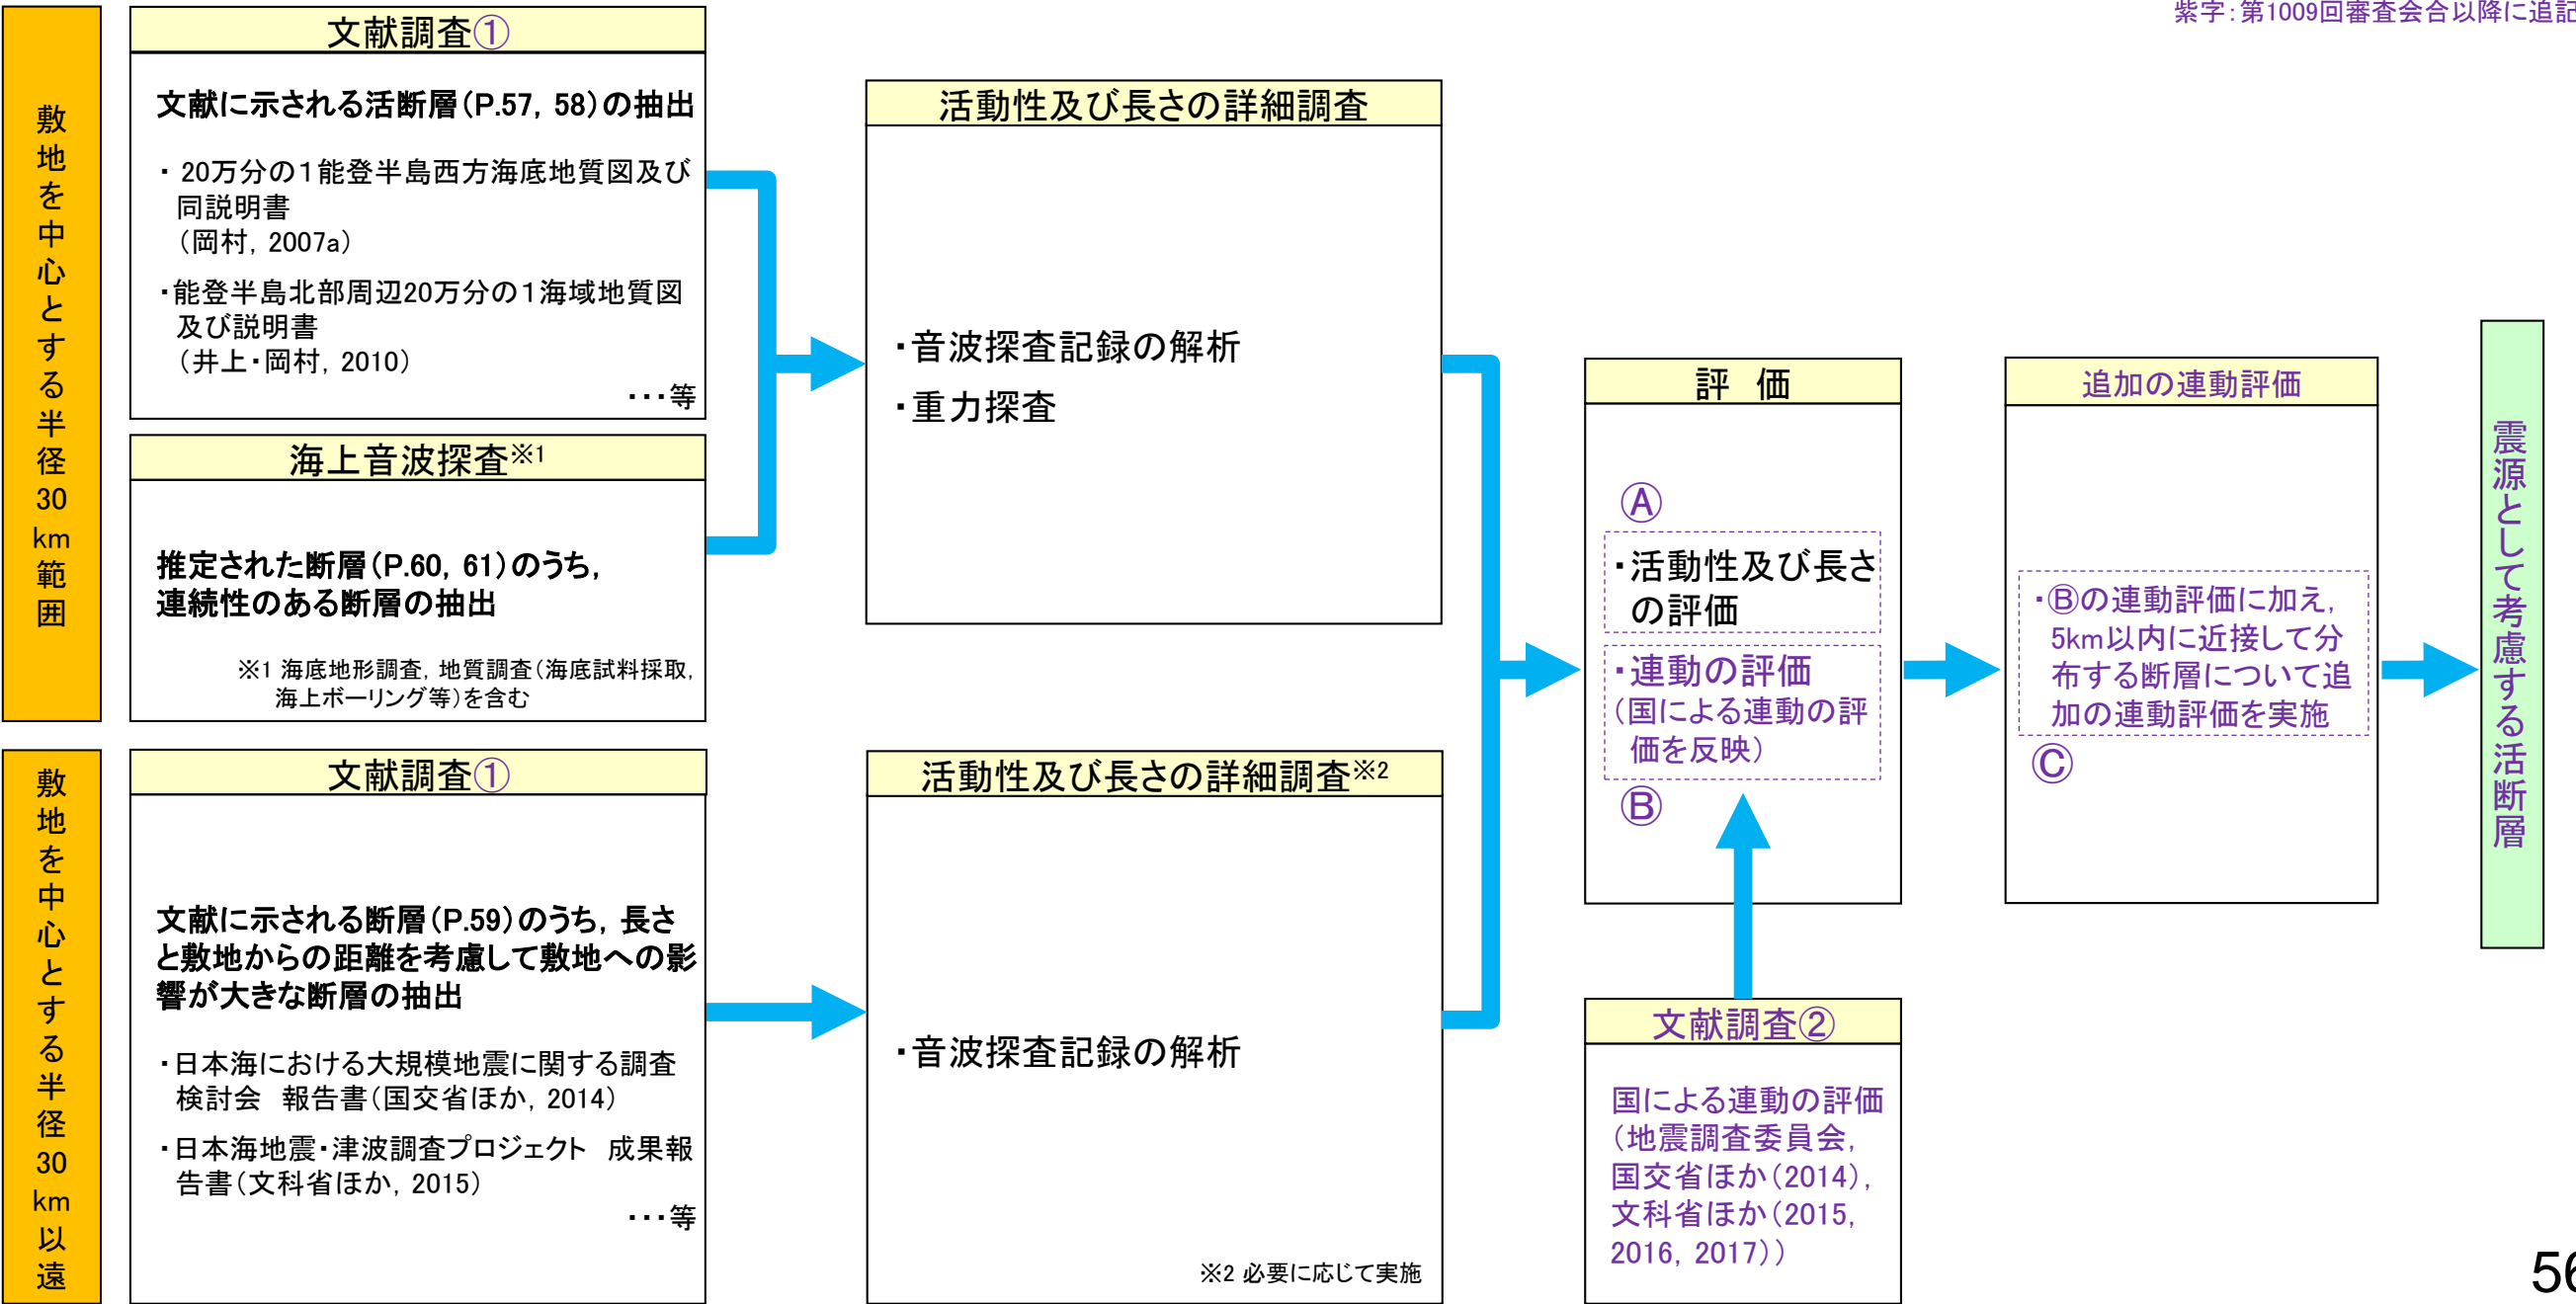 紫字：第1009回審査会合以降に追記
敷地を中心とする半径30km範囲
文献調査①
文献に示される活断層（P.57，58）の抽出
・ 20万分の１能登半島西方海底地質図及び
同説明書
（岡村，2007a）
・能登半島北部周辺20万分の１海域地質図
及び説明書
（井上・岡村，2010）
・・・等
海上音波探査※1
推定された断層（P.60，61）のうち，
連続性のある断層の抽出
※1 海底地形調査，地質調査（海底試料採取，
海上ボーリング等）を含む
活動性及び長さの詳細調査
・音波探査記録の解析
・重力探査
敷地を中心とする半径30km以遠
文献調査①
文献に示される断層（P.59）のうち，長さ
と敷地からの距離を考慮して敷地への影
響が大きな断層の抽出
・日本海における大規模地震に関する調査
検討会　報告書（国交省ほか，2014）
・日本海地震・津波調査プロジェクト　成果報
告書（文科省ほか，2015）
・・・等
活動性及び長さの詳細調査※2
・音波探査記録の解析
※2 必要に応じて実施
評　価
Ⓐ
・活動性及び長さ
の評価
・連動の評価
（国による連動の評
価を反映）
Ⓑ
文献調査②
国による連動の評価
（地震調査委員会，
国交省ほか（2014），
文科省ほか（2015，
2016，2017））
追加の連動評価
・Ⓑの連動評価に加え，
5km以内に近接して分
布する断層について追
加の連動評価を実施
Ⓒ
震源として考慮する活断層
56